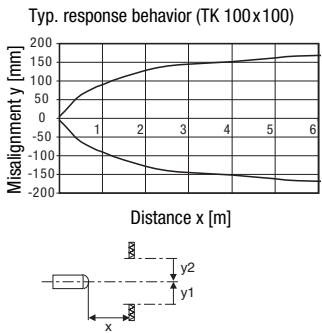 Typ. response behavior (TK 100x100)
Misalignment y [mm]
200
150
100
50
0
-50
-100
-150
-200
1 2 3 4 5 6
Distance x [m]
y2
y1
x